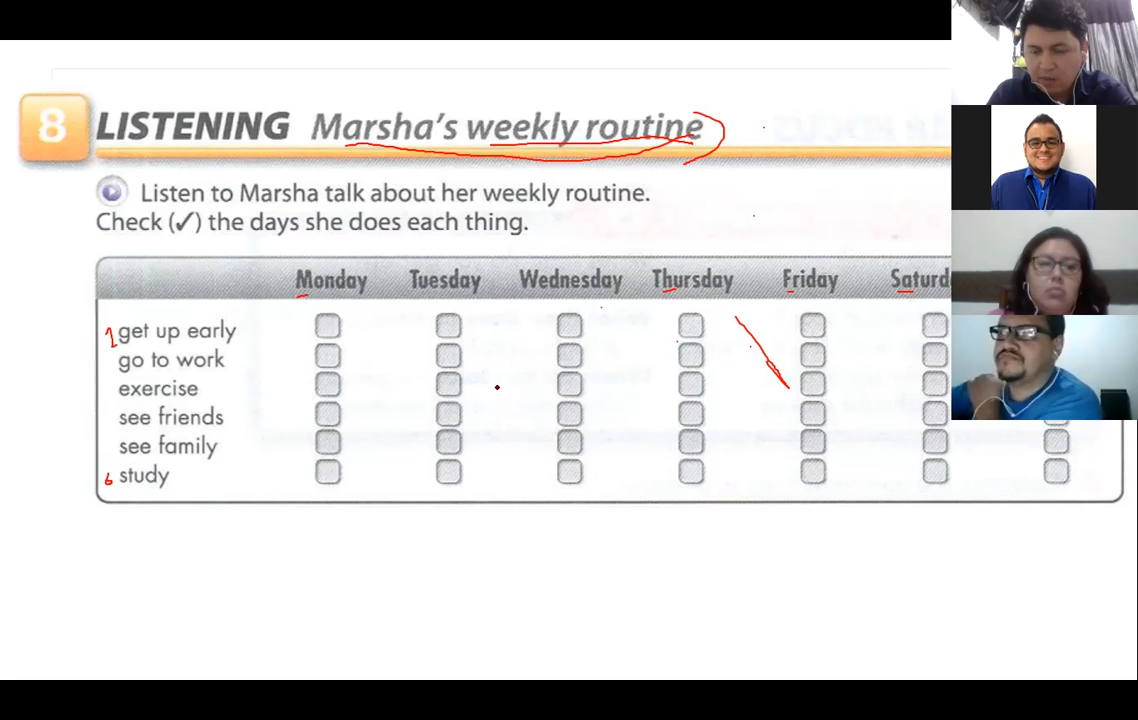 8 LISTENING Marsha's weekly routine
Listen to Marsha talk about her weekly routine.
Check (✓) the days she does each thing.
Monday Tuesday Wednesday Thursday Friday Saturd
1 get up early
go to work
exercise
see friends
see family
6 study